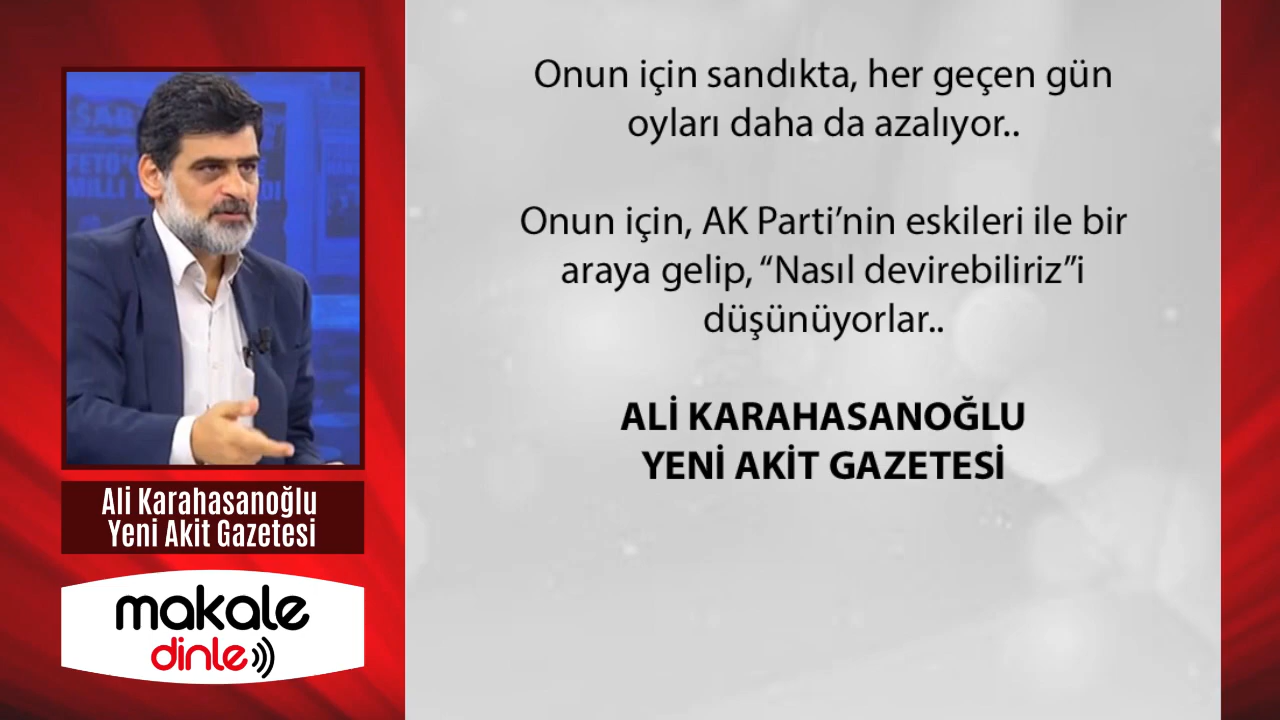 Onun için sandıkta, her geçen gün
oyları daha da azalıyor..
Onun için, AK Parti’nin eskileri ile bir
araya gelip, “Nasıl devirebiliriz”i
düşünüyorlar..
ALİ KARAHASANOĞLU
YENİ AKİT GAZETESİ
Ali Karahasanoğlu
Yeni Akit Gazetesi
makale
dinle